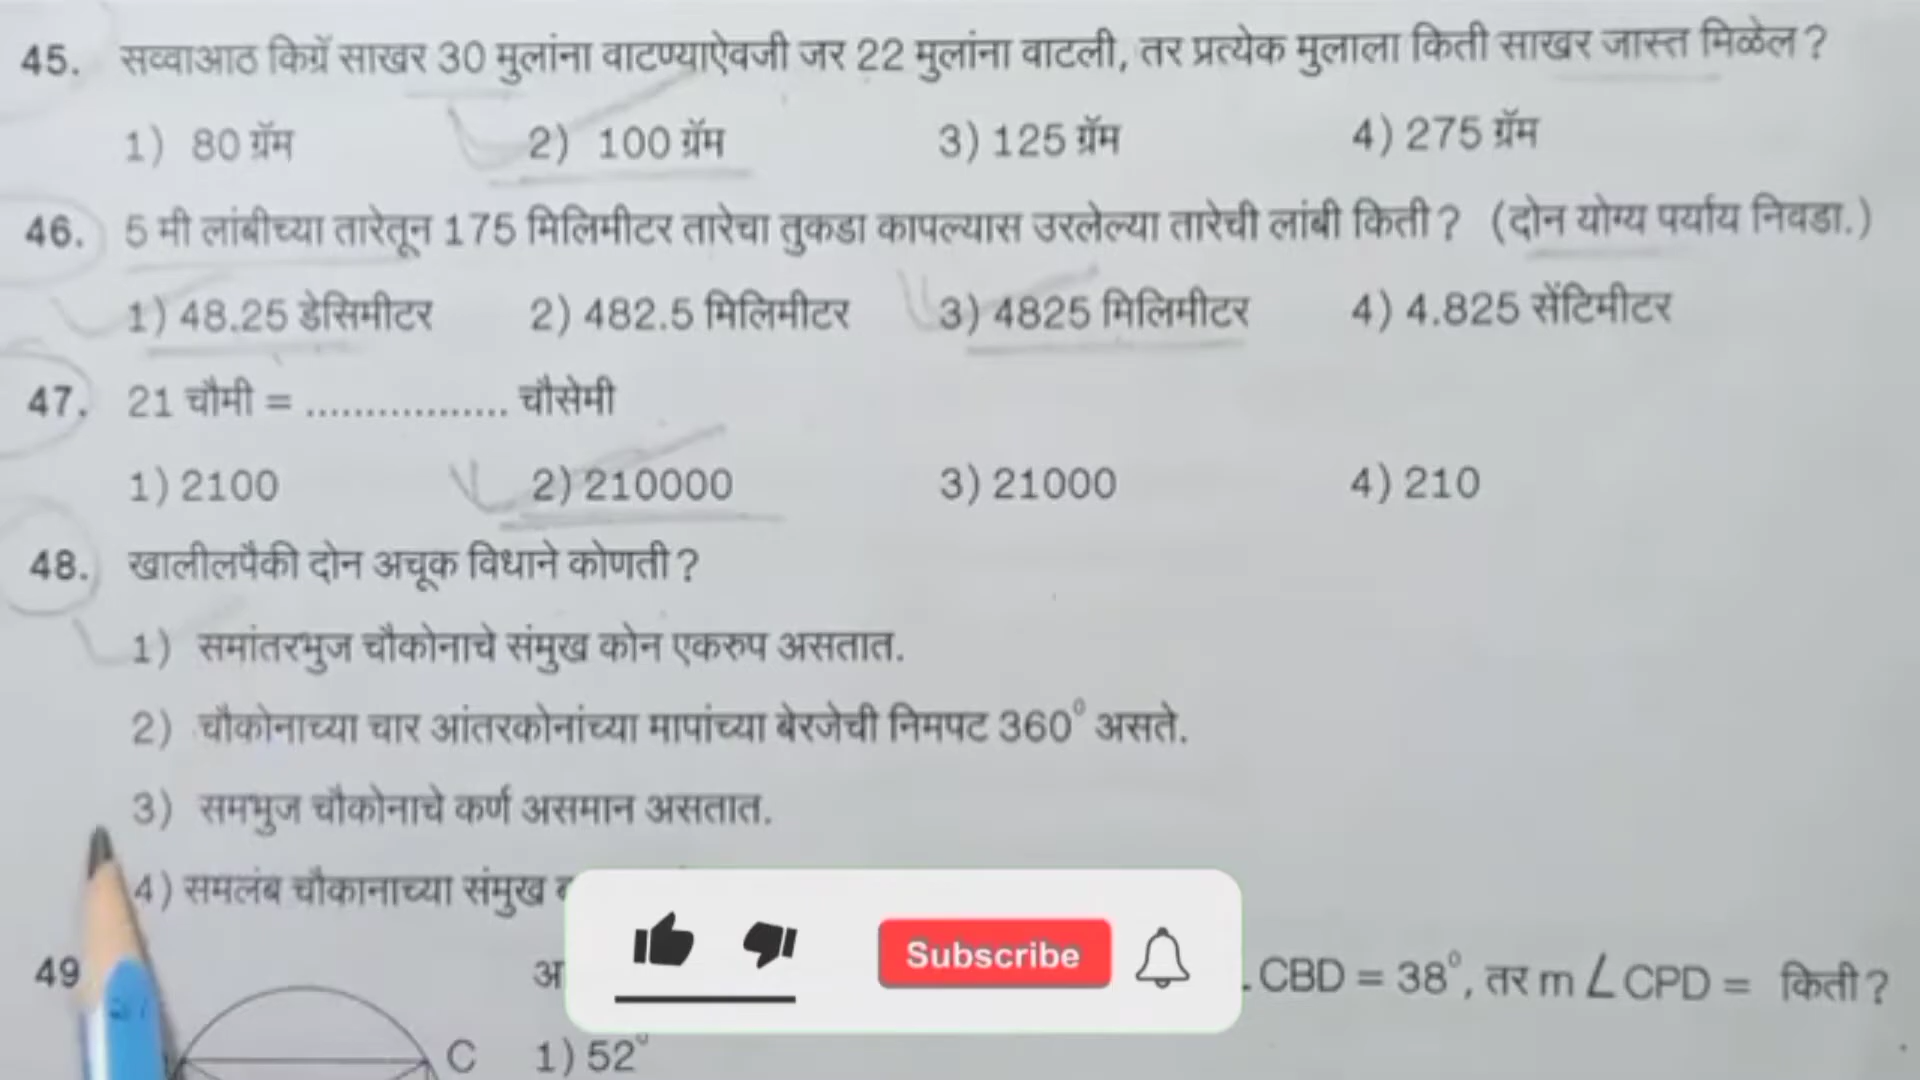 45. सव्वाआठ किग्रॅ साखर 30 मुलांना वाटण्याऐवजी जर 22 मुलांना वाटली, तर प्रत्येक मुलाला किती साखर जास्त मिळेल?
1) 80 ग्रॅम 2) 100 ग्रॅम 3) 125 ग्रॅम 4) 275 ग्रॅम
46. 5 मी लांबीच्या तारेतून 175 मिलिमीटर तारेचा तुकडा कापल्यास उरलेल्या तारेची लांबी किती? (दोन योग्य पर्याय निवडा.)
1) 48.25 डेसिमीटर 2) 482.5 मिलिमीटर 3) 4825 मिलिमीटर 4) 4.825 सेंटिमीटर
47. 21 चौमी = ................. चौसेमी
1) 2100 2) 210000 3) 21000 4) 210
48. खालीलपैकी दोन अचूक विधाने कोणती?
1) समांतरभुज चौकोनाचे संमुख कोन एकरुप असतात.
2) चौकोनाच्या चार आंतरकोनांच्या मापांच्या बेरजेची निमपट 360° असते.
3) समभुज चौकोनाचे कर्ण असमान असतात.
4) समलंब चौकानाच्या संमुख
Subscribe
49 CBD = 38°, तर m∠CPD = किती?
C 1) 52°